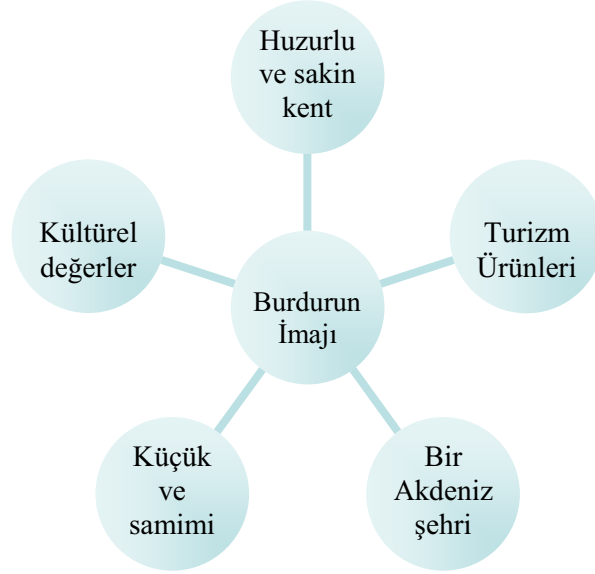 Huzurlu
ve sakin
kent
Kültürel
değerler
Turizm
Ürünleri
Burdurun
İmajı
Küçük
ve
samimi
Bir
Akdeniz
şehri